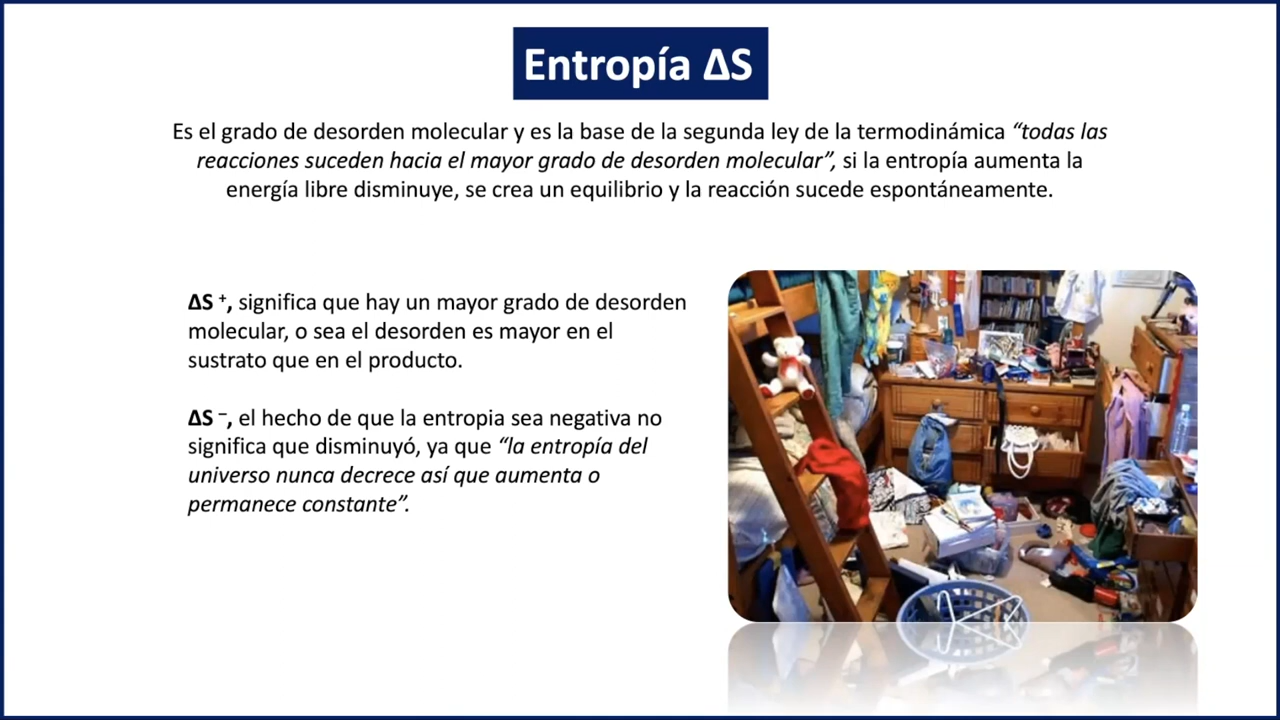 Entropía ΔS
Es el grado de desorden molecular y es la base de la segunda ley de la termodinámica “todas las
reacciones suceden hacia el mayor grado de desorden molecular”, si la entropía aumenta la
energía libre disminuye, se crea un equilibrio y la reacción sucede espontáneamente.
ΔS ⁺, significa que hay un mayor grado de desorden
molecular, o sea el desorden es mayor en el
sustrato que en el producto.
ΔS ⁻, el hecho de que la entropia sea negativa no
significa que disminuyó, ya que “la entropía del
universo nunca decrece así que aumenta o
permanece constante”.